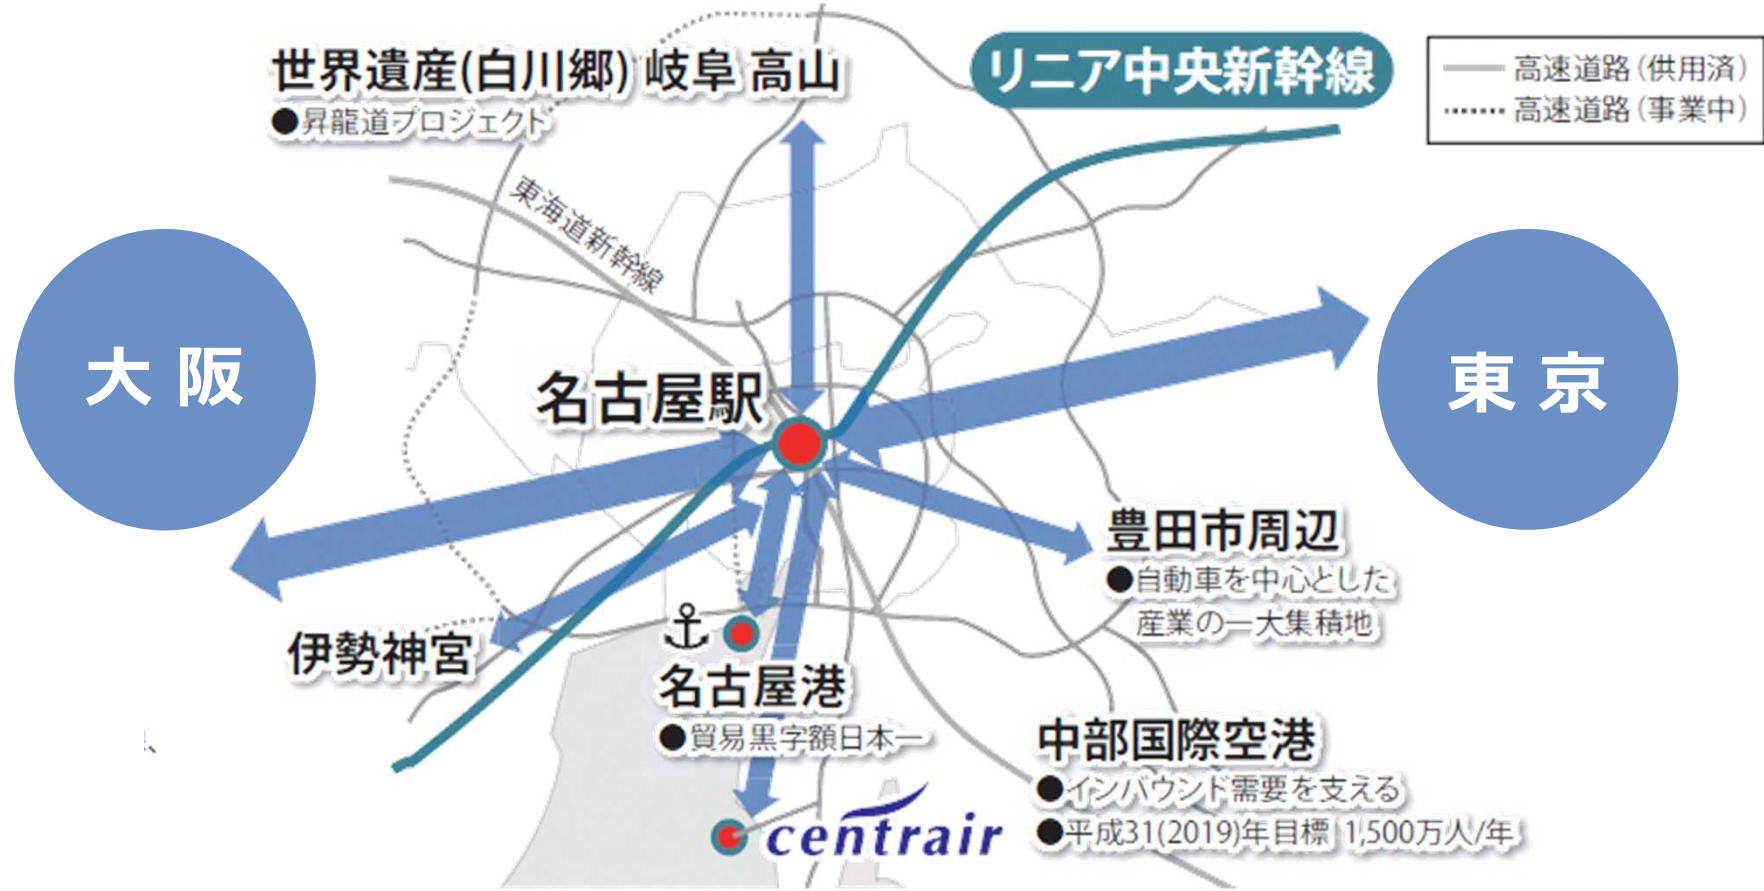 世界遺産(白川郷) 岐阜 高山
●昇龍道プロジェクト
リニア中央新幹線
高速道路(供用済)
高速道路(事業中)
東海道新幹線
大阪
東京
名古屋駅
豊田市周辺
●自動車を中心とした
産業の一大集積地
伊勢神宮
名古屋港
●貿易黒字額日本一
中部国際空港
●インバウンド需要を支える
●平成31(2019)年目標 1,500万人/年
centrair